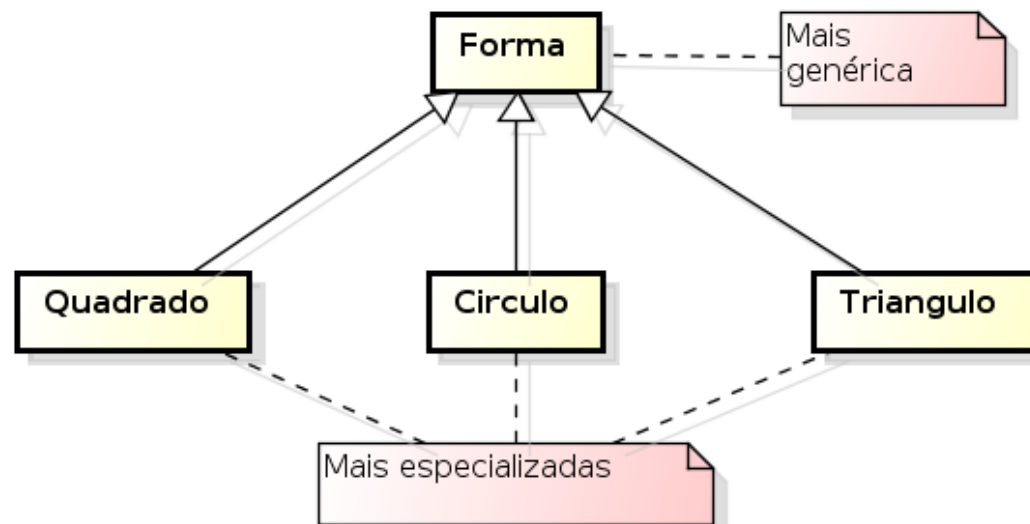 Forma
Mais
genérica
Quadrado
Circulo
Triangulo
Mais especializadas